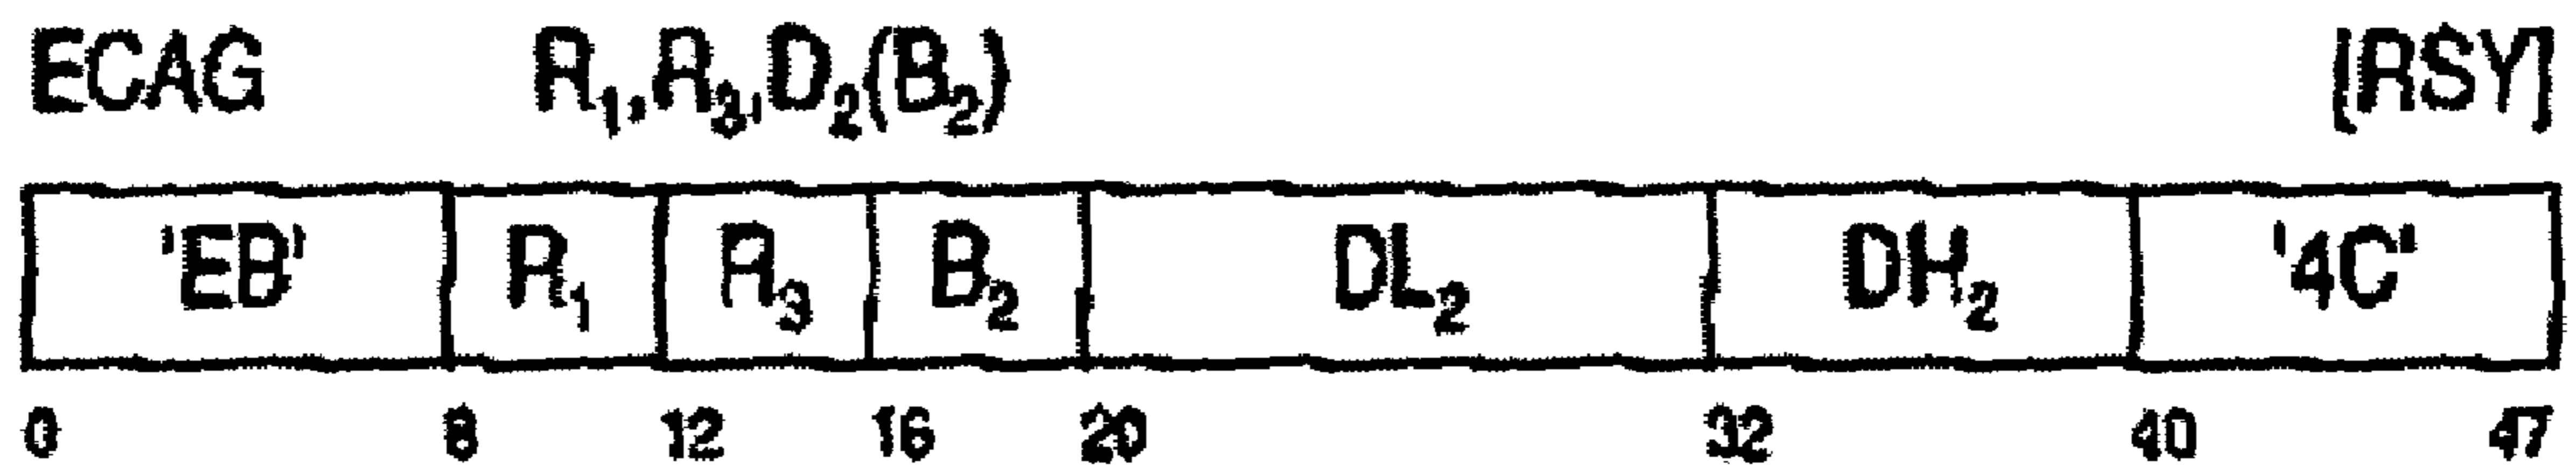 ECAG R₁,R₃,D₂(B₂) [RSY]
'EB' R₁ R₃ B₂ DL₂ DH₂ '4C'
0 8 12 16 20 32 40 47